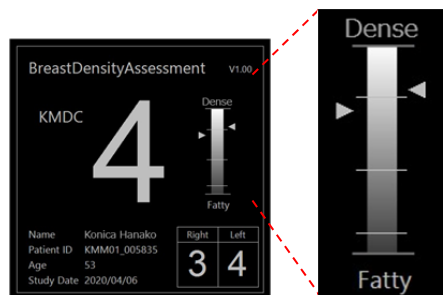 BreastDensityAssessment V1.00
KMDC
4
Dense
Fatty
Name Konica Hanako
Patient ID KMM01_005835
Age 53
Study Date 2020/04/06
Right Left
3 4
Dense
Fatty